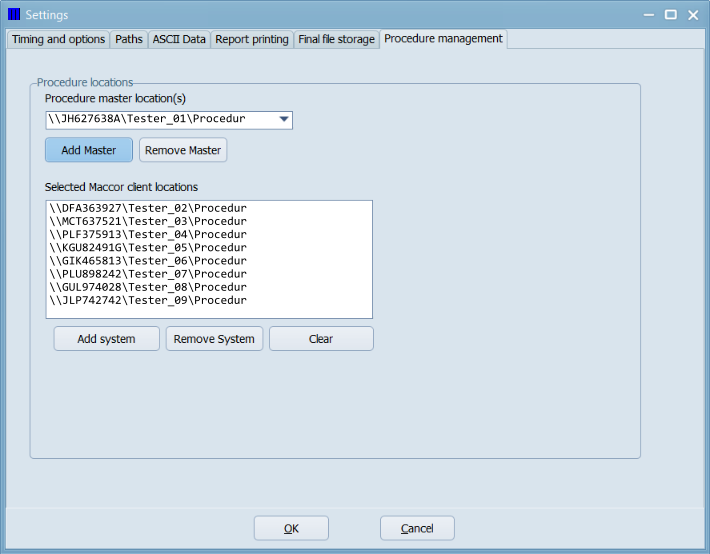 Settings
Timing and options Paths ASCII Data Report printing Final file storage Procedure management
Procedure locations
Procedure master location(s)
\\JH627638A\Tester_01\Procedur
Add Master Remove Master
Selected Maccor client locations
\\DFA363927\Tester_02\Procedur
\\MCT637521\Tester_03\Procedur
\\PLF375913\Tester_04\Procedur
\\KGU82491G\Tester_05\Procedur
\\GIK465813\Tester_06\Procedur
\\PLU898242\Tester_07\Procedur
\\GUL974028\Tester_08\Procedur
\\JLP742742\Tester_09\Procedur
Add system Remove System Clear
OK Cancel